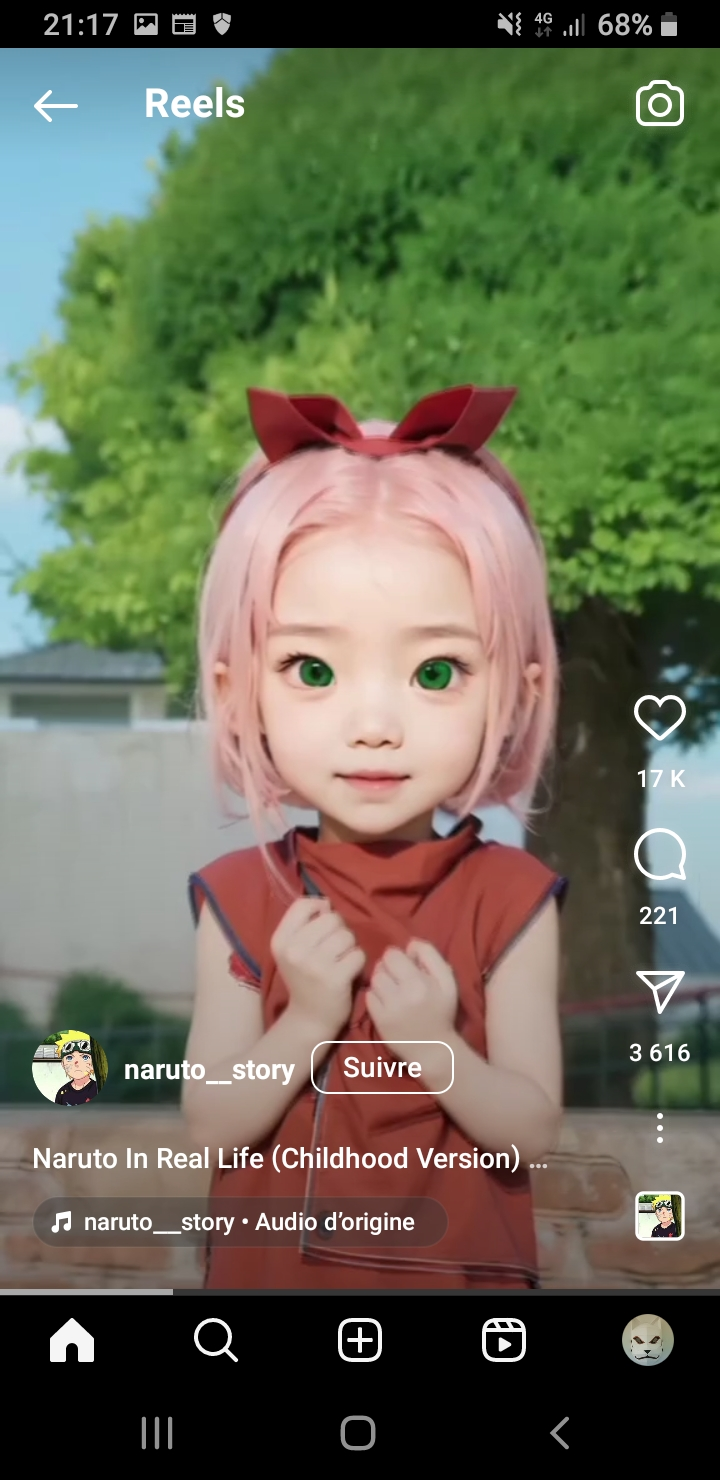 21:17
4G
68%
Reels
17 K
221
3 616
naruto__story
Suivre
Naruto In Real Life (Childhood Version) ...
naruto__story • Audio d’origine